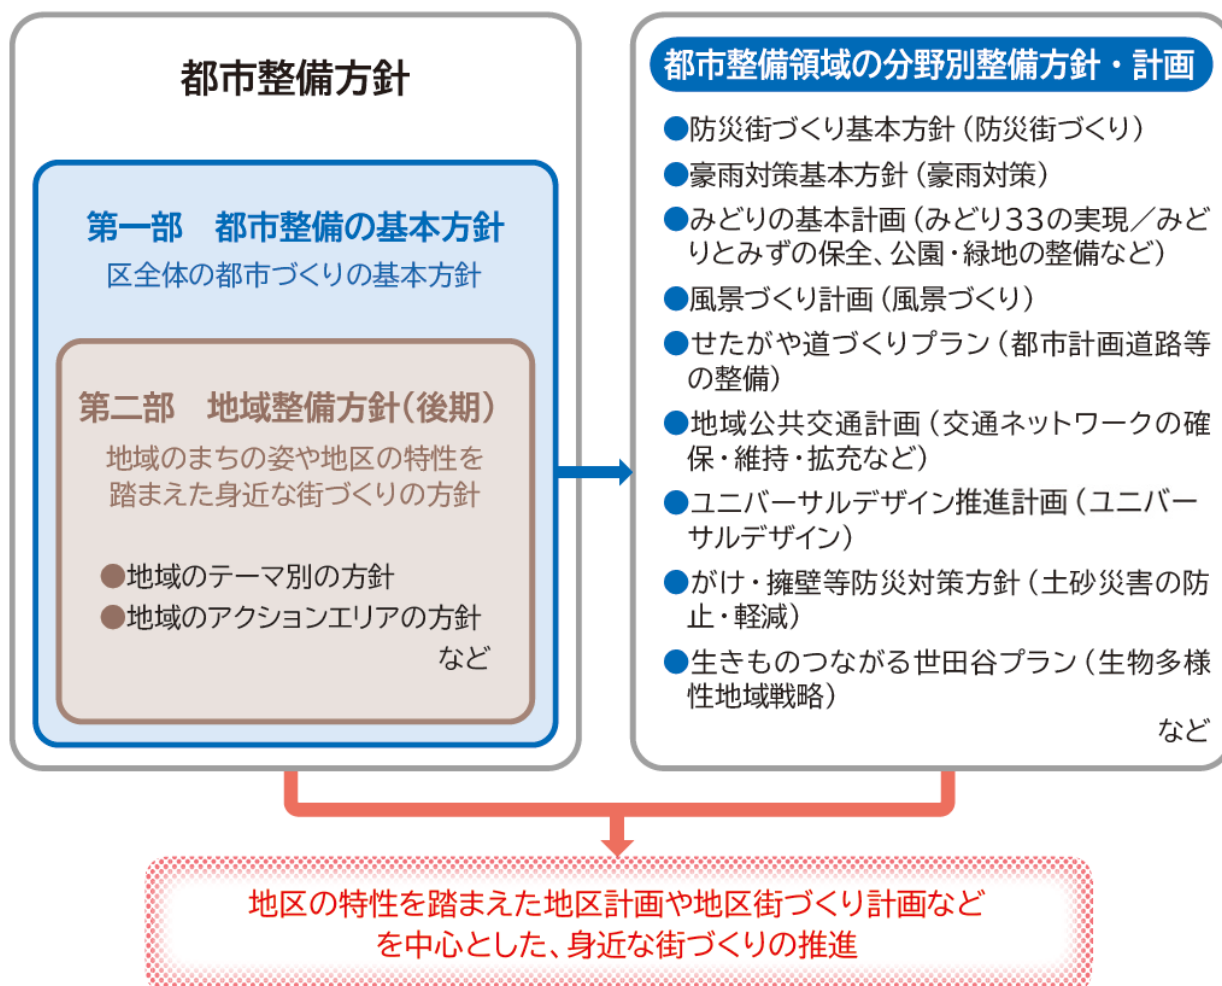 都市整備方針
第一部　都市整備の基本方針
区全体の都市づくりの基本方針
第二部　地域整備方針(後期)
地域のまちの姿や地区の特性を
踏まえた身近な街づくりの方針
●地域のテーマ別の方針
●地域のアクションエリアの方針
など
都市整備領域の分野別整備方針・計画
●防災街づくり基本方針(防災街づくり)
●豪雨対策基本方針(豪雨対策)
●みどりの基本計画(みどり33の実現／みど
りとみずの保全、公園・緑地の整備など)
●風景づくり計画(風景づくり)
●せたがや道づくりプラン(都市計画道路等
の整備)
●地域公共交通計画(交通ネットワークの確
保・維持・拡充など)
●ユニバーサルデザイン推進計画(ユニバー
サルデザイン)
●がけ・擁壁等防災対策方針(土砂災害の防
止・軽減)
●生きものつながる世田谷プラン(生物多様
性地域戦略)
など
地区の特性を踏まえた地区計画や地区街づくり計画など
を中心とした、身近な街づくりの推進